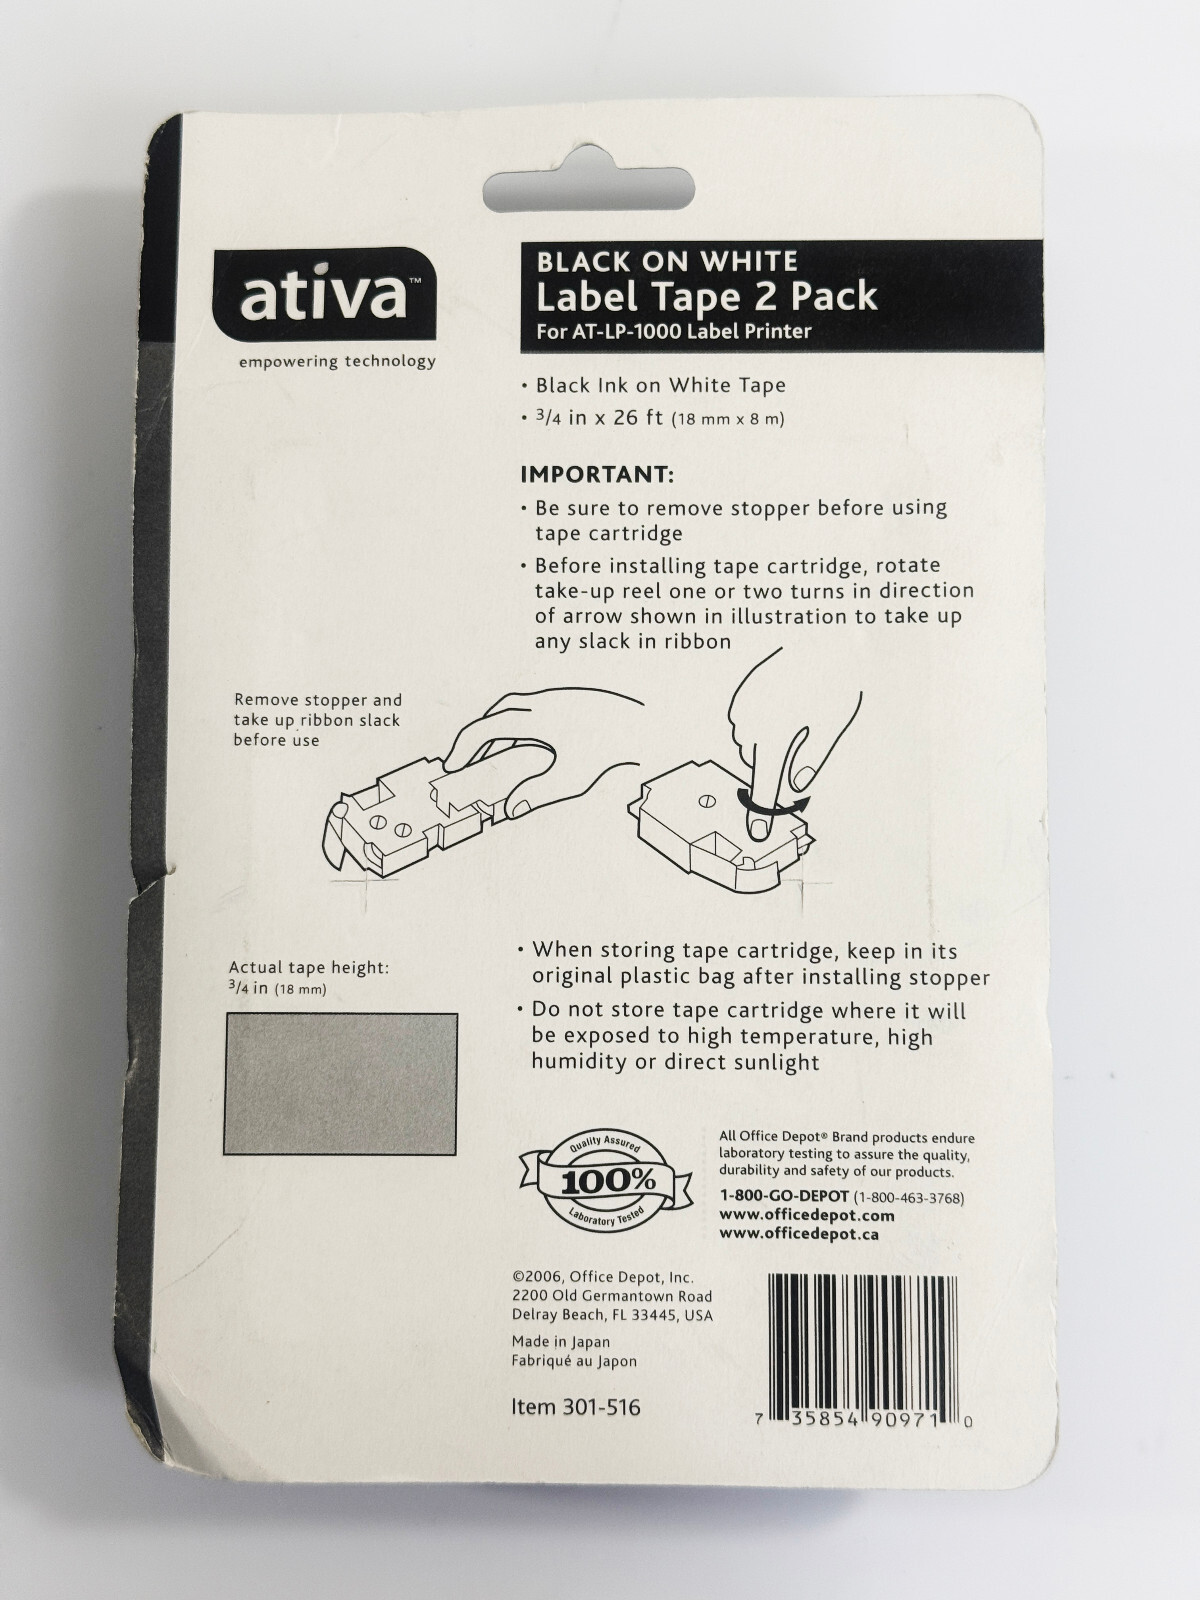 ativa™
empowering technology
BLACK ON WHITE
Label Tape 2 Pack
For AT-LP-1000 Label Printer
• Black Ink on White Tape
• 3/4 in x 26 ft (18 mm x 8 m)
IMPORTANT:
• Be sure to remove stopper before using
tape cartridge
• Before installing tape cartridge, rotate
take-up reel one or two turns in direction
of arrow shown in illustration to take up
any slack in ribbon
Remove stopper and
take up ribbon slack
before use
• When storing tape cartridge, keep in its
original plastic bag after installing stopper
• Do not store tape cartridge where it will
be exposed to high temperature, high
humidity or direct sunlight
Actual tape height:
3/4 in (18 mm)
Quality Assured
100%
Laboratory Tested
All Office Depot® Brand products endure
laboratory testing to assure the quality,
durability and safety of our products.
1-800-GO-DEPOT (1-800-463-3768)
www.officedepot.com
www.officedepot.ca
©2006, Office Depot, Inc.
2200 Old Germantown Road
Delray Beach, FL 33445, USA
Made in Japan
Fabriqué au Japon
Item 301-516
7 35854 90971 0